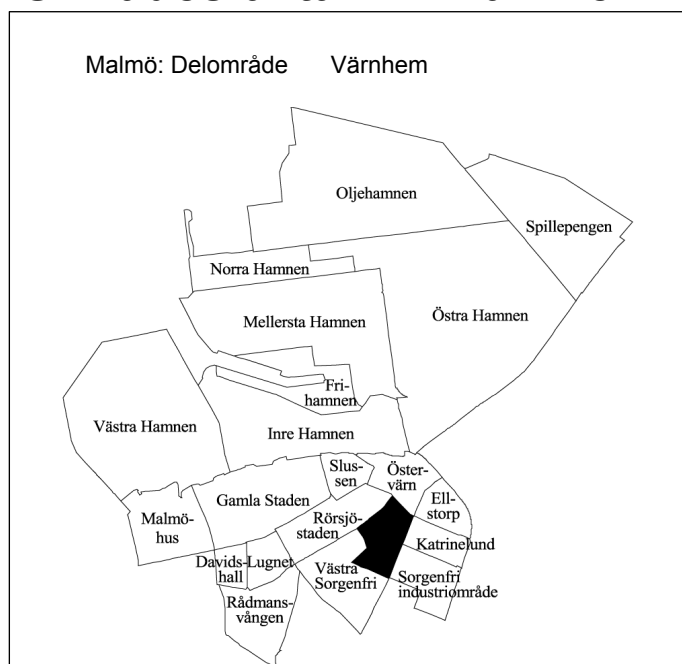 Malmö: Delområde Värnhem
Oljehamnen
Spillepengen
Norra Hamnen
Mellersta Hamnen
Östra Hamnen
Fri-
hamnen
Västra Hamnen
Inre Hamnen
Slus-
sen
Öster-
värn
Gamla Staden
Ell-
storp
Malmö-
hus
Rörsjö-
staden
Katrinelund
Davids-
hall
Lugnet
Västra
Sorgenfri
Sorgenfri
industriområde
Rådmans-
vången